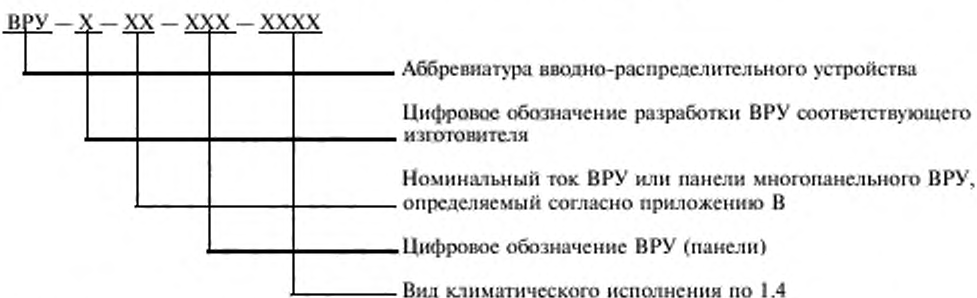 ВРУ – Х – ХХ – ХХХ – ХХХХ
Аббревиатура вводно-распределительного устройства
Цифровое обозначение разработки ВРУ соответствующего
изготовителя
Номинальный ток ВРУ или панели многопанельного ВРУ,
определяемый согласно приложению В
Цифровое обозначение ВРУ (панели)
Вид климатического исполнения по 1.4